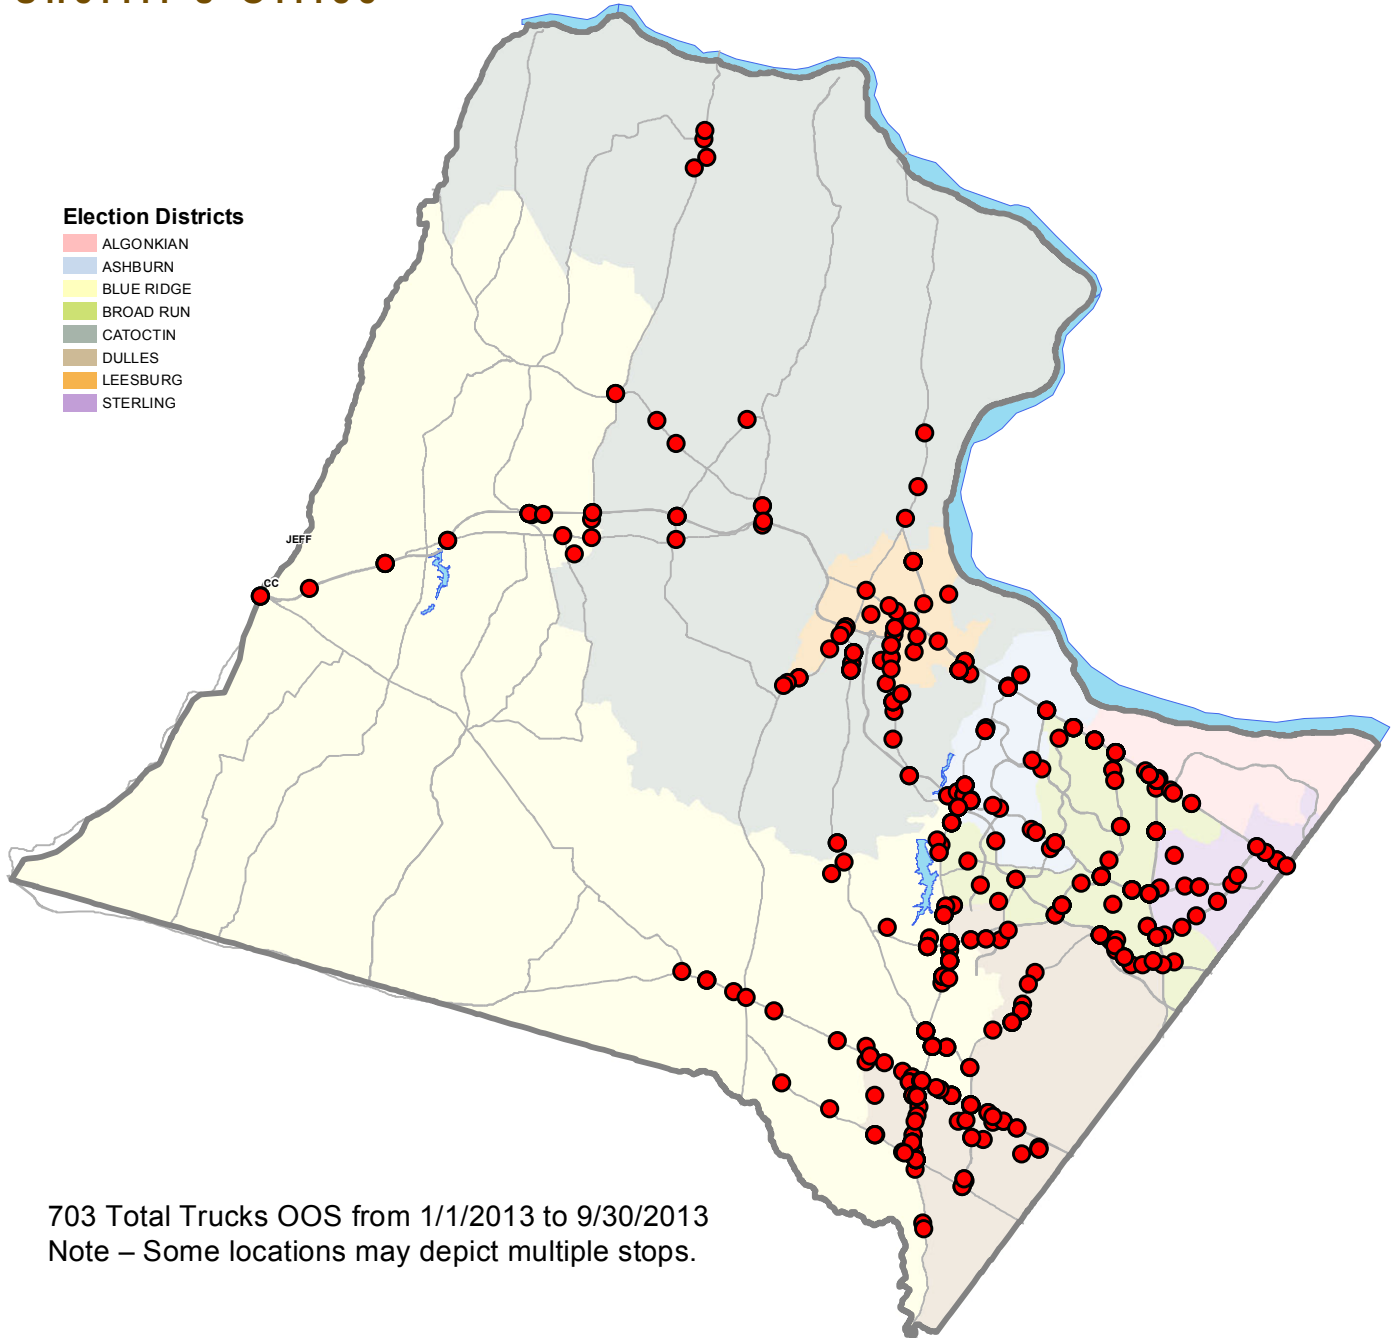 Election Districts
ALGONKIAN
ASHBURN
BLUE RIDGE
BROAD RUN
CATOCTIN
DULLES
LEESBURG
STERLING
JEFF
CC
703 Total Trucks OOS from 1/1/2013 to 9/30/2013
Note – Some locations may depict multiple stops.